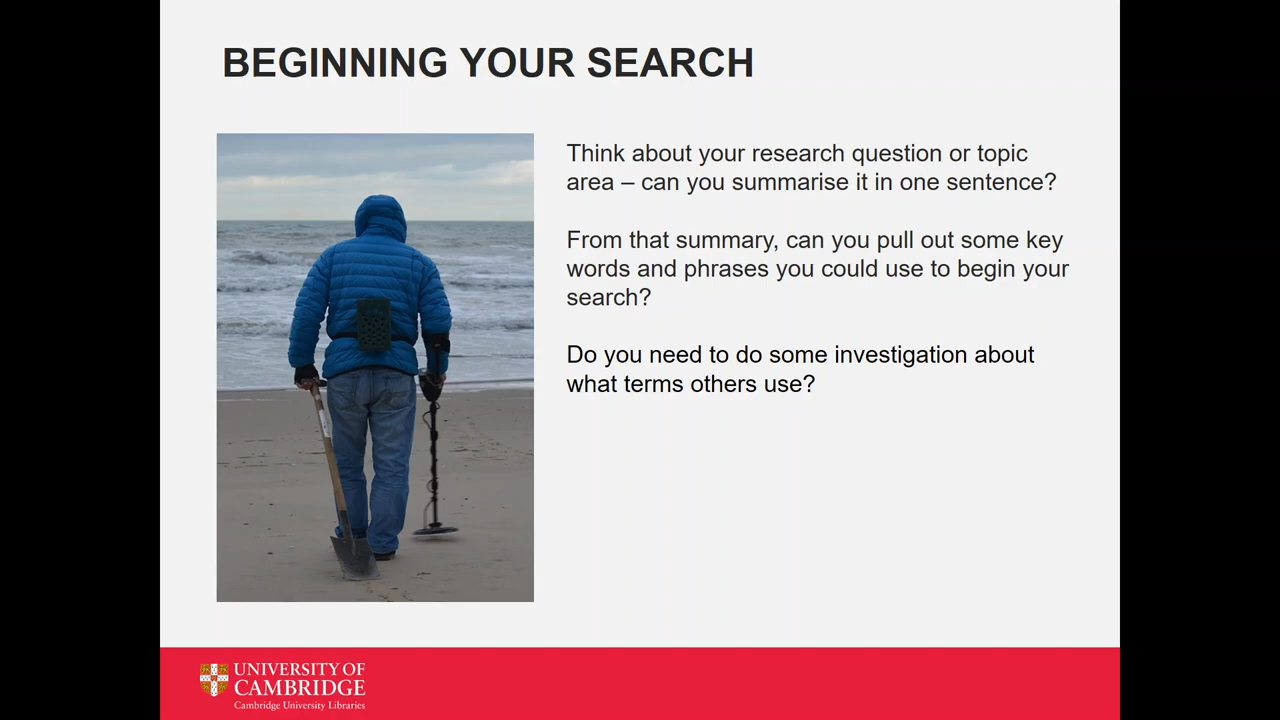 BEGINNING YOUR SEARCH
Think about your research question or topic
area – can you summarise it in one sentence?
From that summary, can you pull out some key
words and phrases you could use to begin your
search?
Do you need to do some investigation about
what terms others use?
UNIVERSITY OF
CAMBRIDGE
Cambridge University Libraries